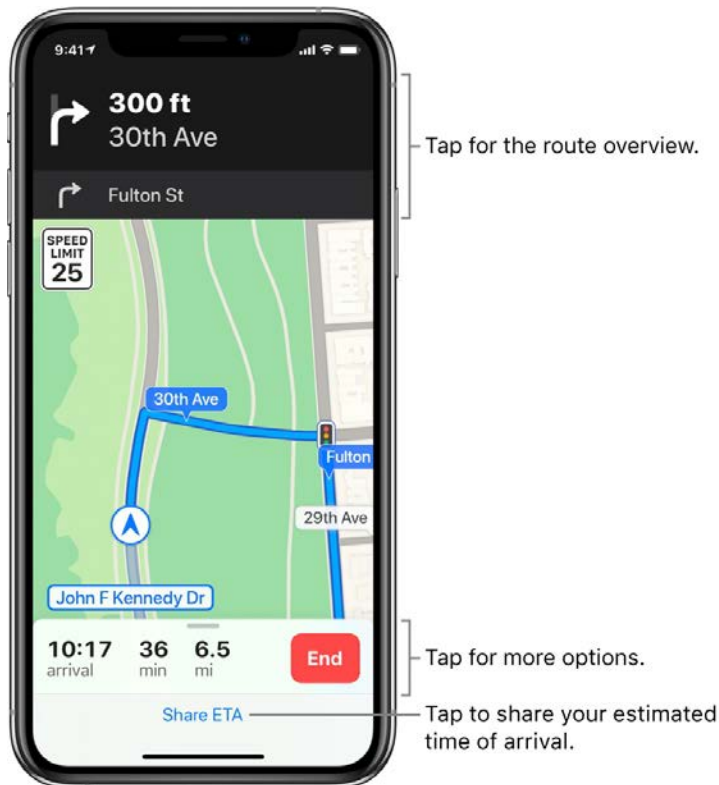 9:41
300 ft
30th Ave
Fulton St
Tap for the route overview.
SPEED
LIMIT
25
30th Ave
Fulton
29th Ave
John F Kennedy Dr
10:17 36 6.5
arrival min mi
End
Tap for more options.
Share ETA
Tap to share your estimated
time of arrival.